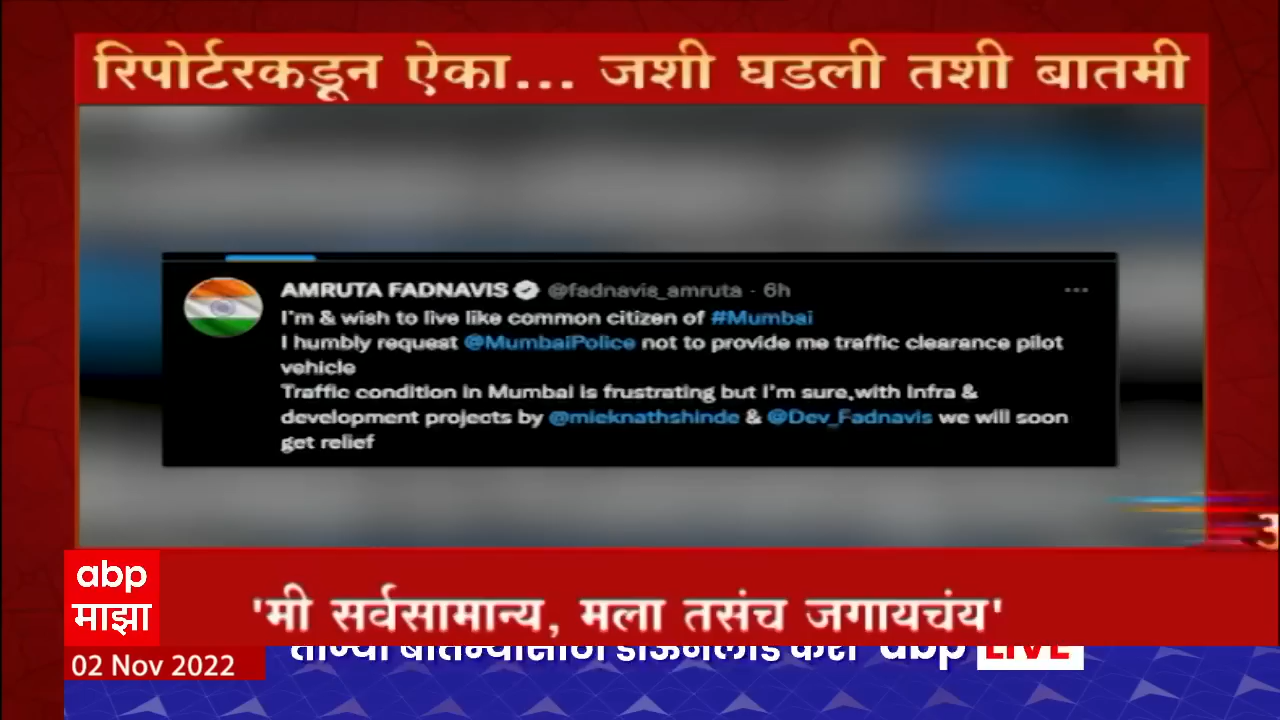 रिपोर्टरकडून ऐका... जशी घडली तशी बातमी
AMRUTA FADNAVIS @fadnavis_amruta · 6h
I'm & wish to live like common citizen of #Mumbai
I humbly request @MumbaiPolice not to provide me traffic clearance pilot
vehicle
Traffic condition in Mumbai is frustrating but I'm sure,with infra &
development projects by @mieknathshinde & @Dev_Fadnavis we will soon
get relief
abp
माझा
'मी सर्वसामान्य, मला तसंच जगायचंय'
02 Nov 2022
ताज्या बातम्यांसाठी डाऊनलोड करा abp LIVE